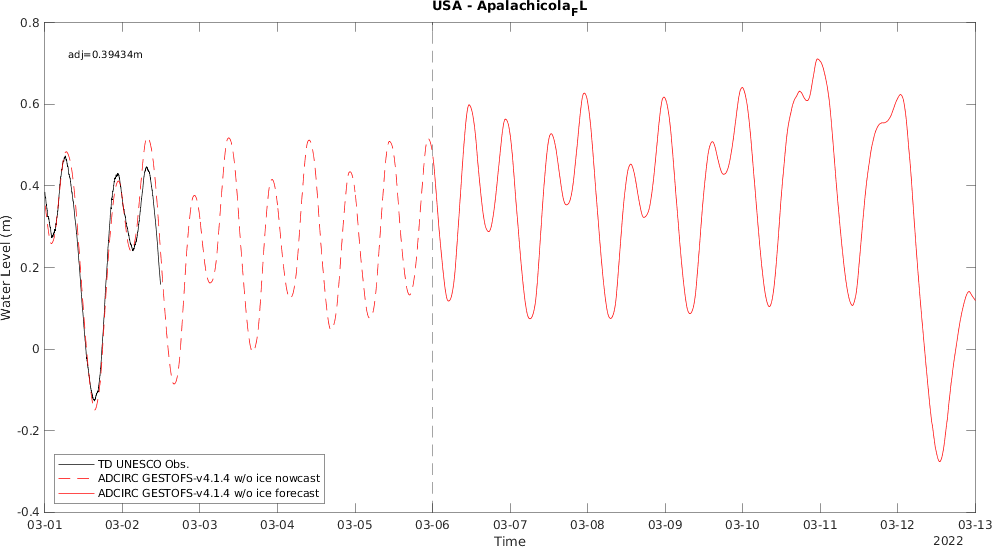 USA - Apalachicola_FL
adj=0.39434m
0.8
0.6
0.4
0.2
0
-0.2
-0.4
Water Level (m)
TD UNESCO Obs.
ADCIRC GESTOFS-v4.1.4 w/o ice nowcast
ADCIRC GESTOFS-v4.1.4 w/o ice forecast
03-01 03-02 03-03 03-04 03-05 03-06 03-07 03-08 03-09 03-10 03-11 03-12 03-13
Time
2022